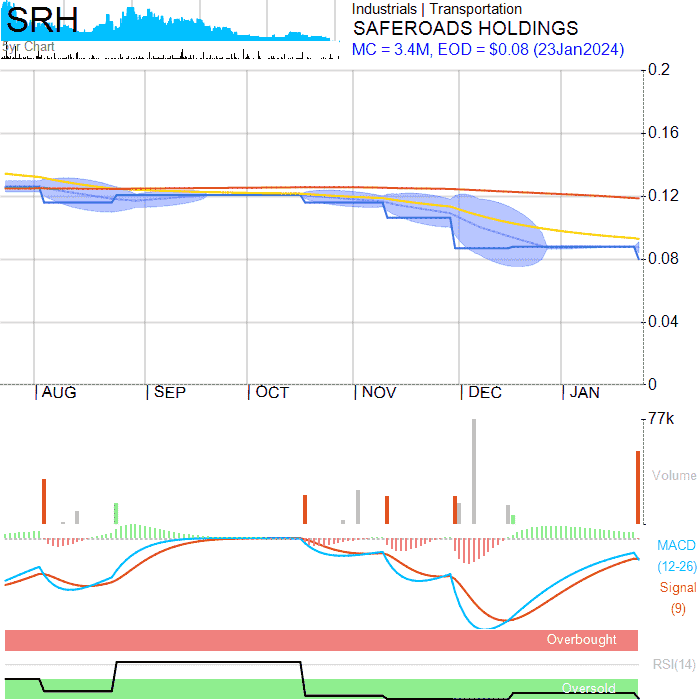 SRH
5yr Chart
Industrials | Transportation
SAFEROADS HOLDINGS
MC = 3.4M, EOD = $0.08 (23Jan2024)
0.2
0.16
0.12
0.08
0.04
0
AUG SEP OCT NOV DEC JAN
77k
Volume
MACD
(12-26)
Signal
(9)
Overbought
RSI(14)
Oversold